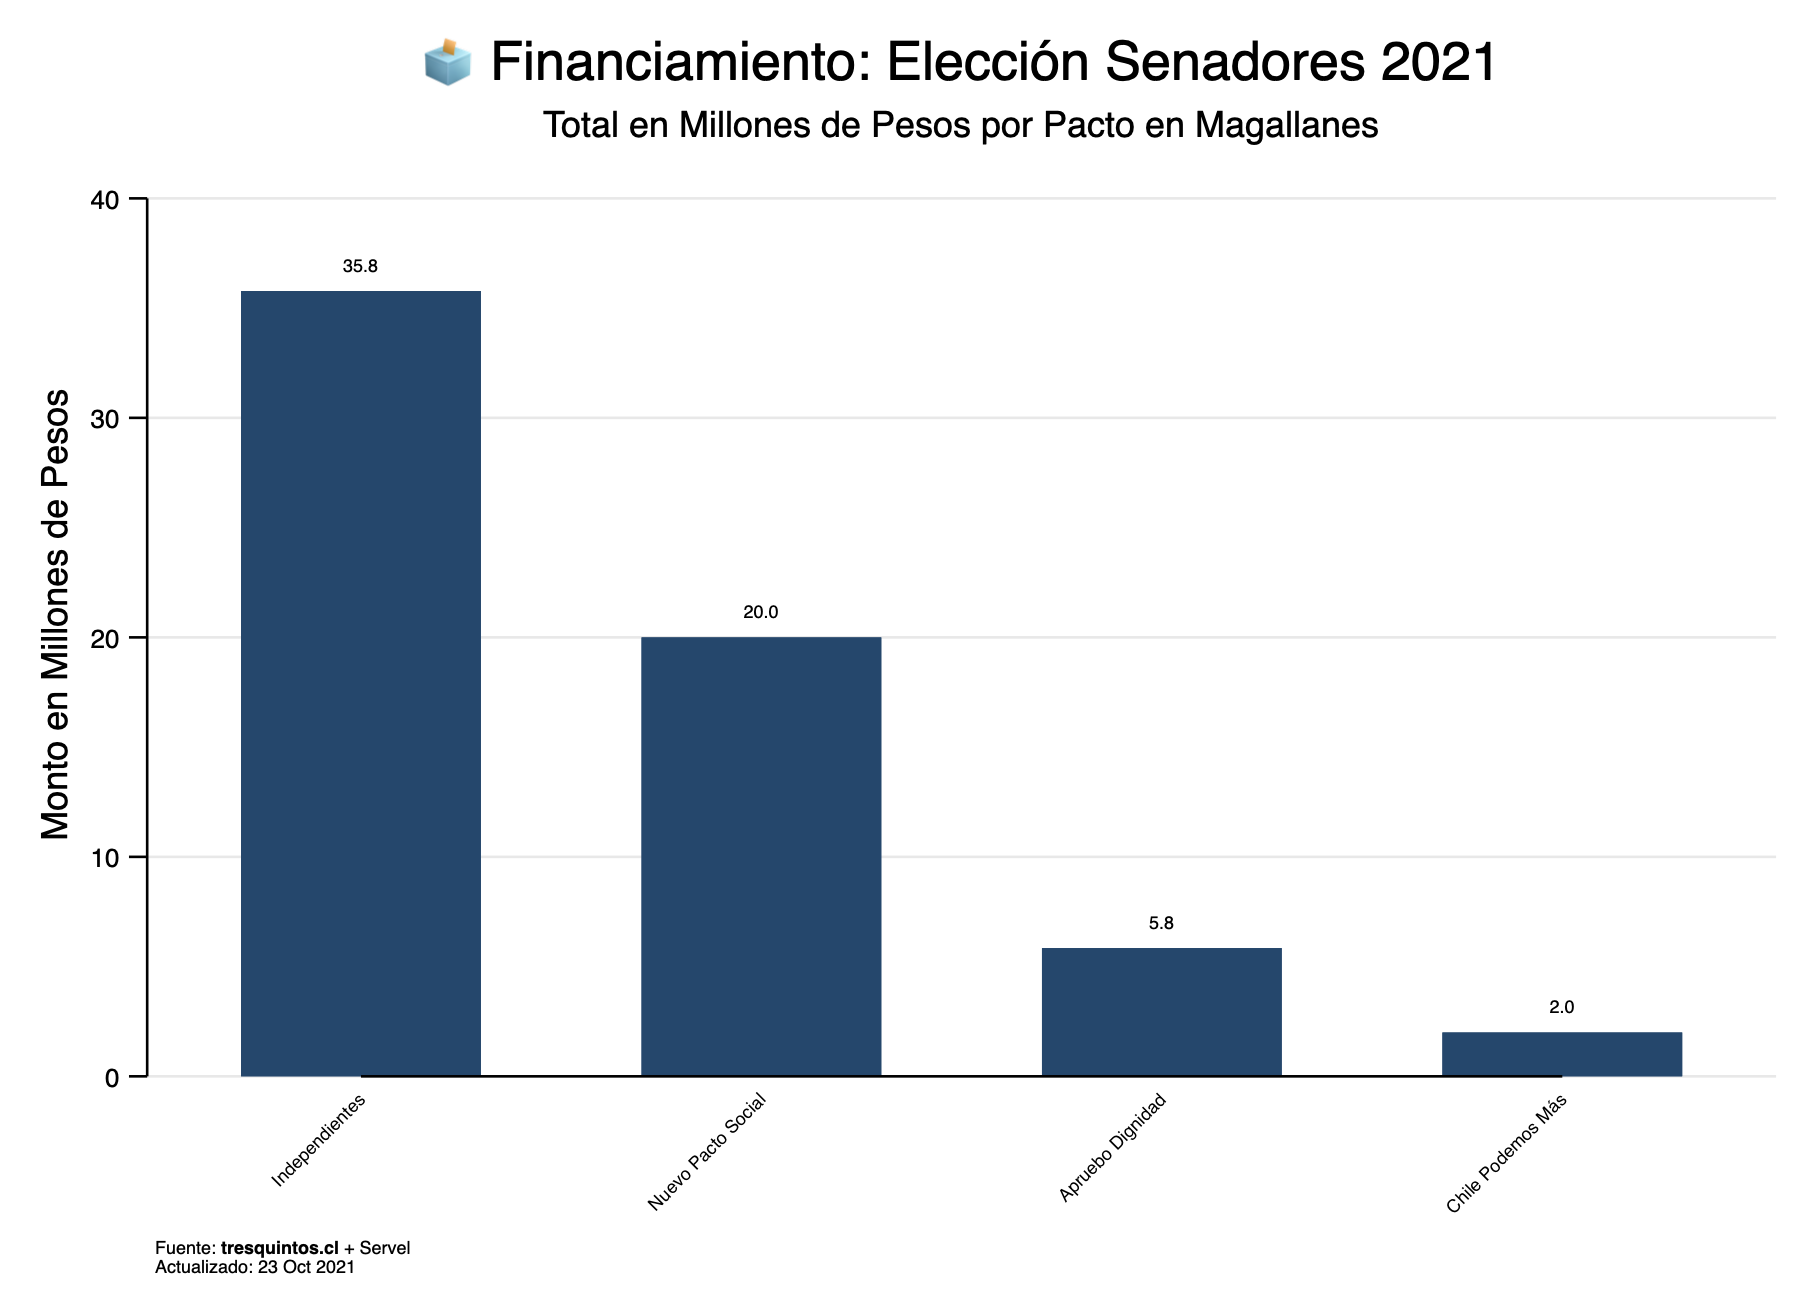 Financiamiento: Elección Senadores 2021
Total en Millones de Pesos por Pacto en Magallanes
Monto en Millones de Pesos
40
30
20
10
0
35.8
20.0
5.8
2.0
Independientes
Nuevo Pacto Social
Apruebo Dignidad
Chile Podemos Más
Fuente: tresquintos.cl + Servel
Actualizado: 23 Oct 2021